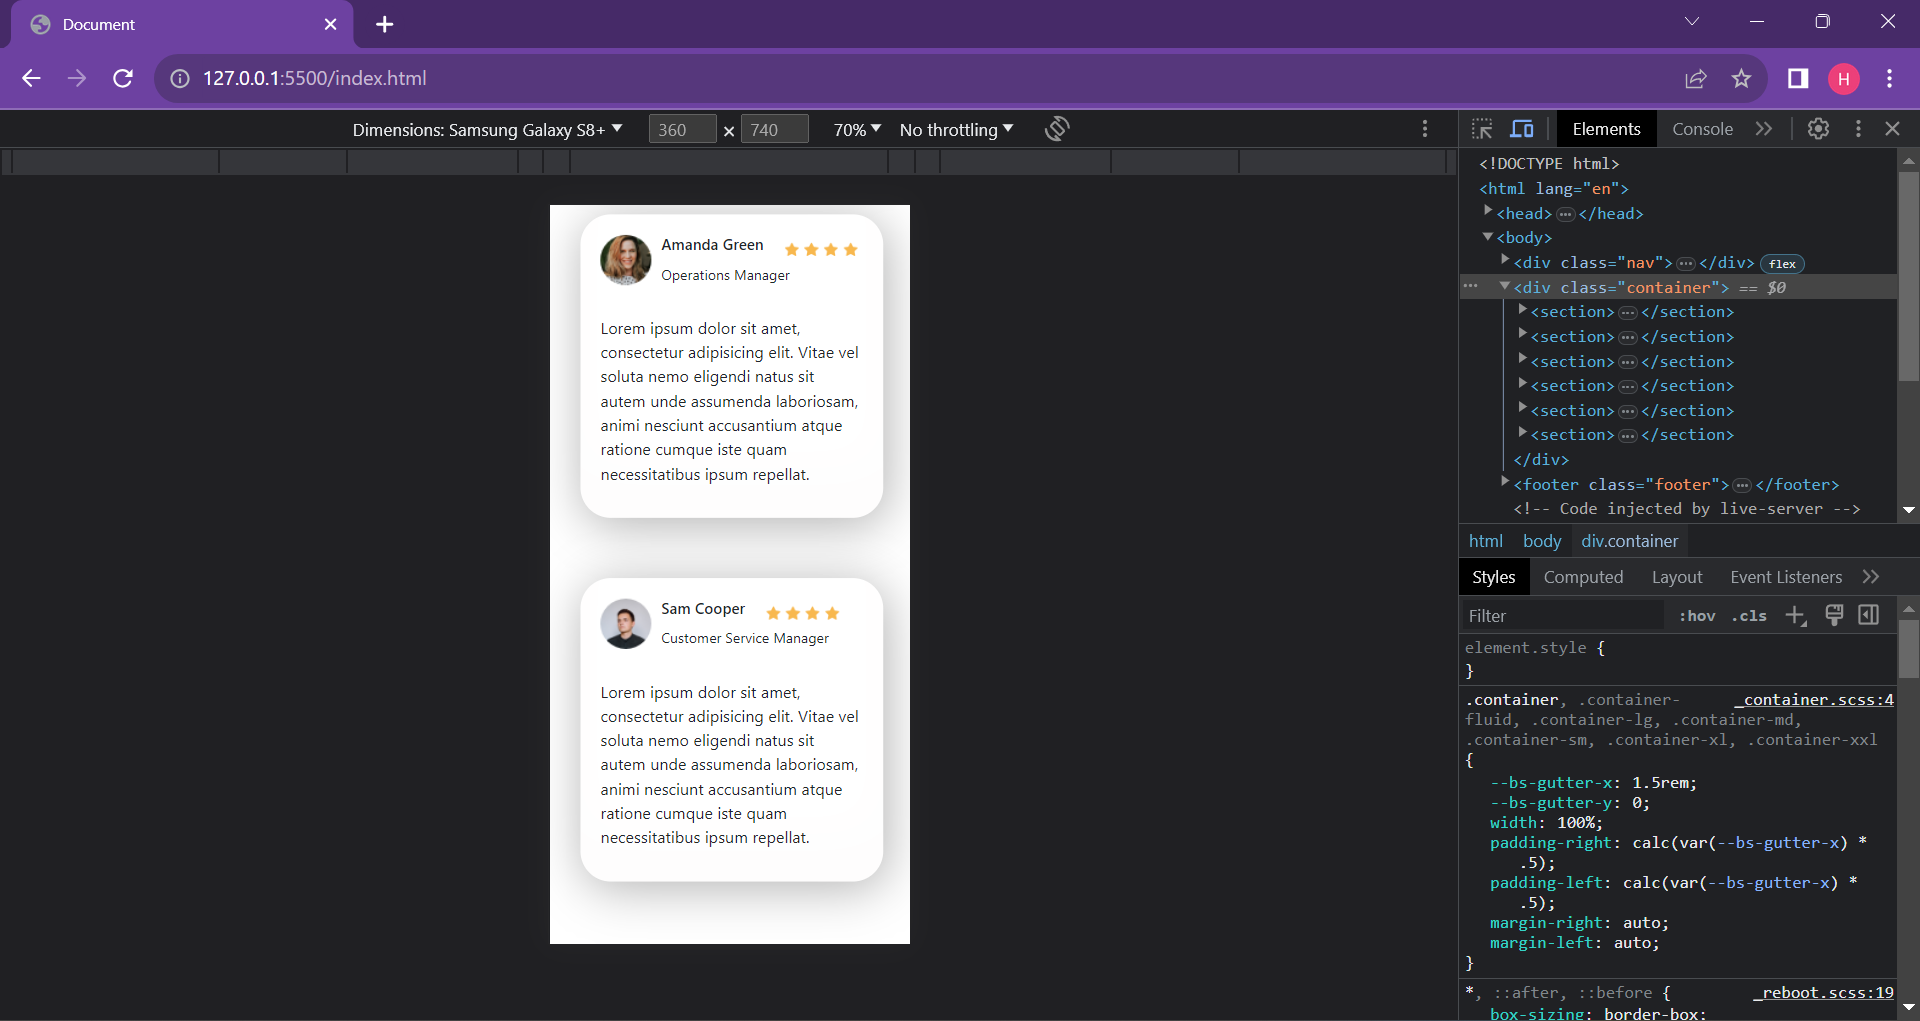 Document
127.0.0.1:5500/index.html
H
Dimensions: Samsung Galaxy S8+
360 × 740
70%
No throttling
Elements
Console
Amanda Green
Operations Manager
Lorem ipsum dolor sit amet,
consectetur adipisicing elit. Vitae vel
soluta nemo eligendi natus sit
autem unde assumenda laboriosam,
animi nesciunt accusantium atque
ratione cumque iste quam
necessitatibus ipsum repellat.
Sam Cooper
Customer Service Manager
Lorem ipsum dolor sit amet,
consectetur adipisicing elit. Vitae vel
soluta nemo eligendi natus sit
autem unde assumenda laboriosam,
animi nesciunt accusantium atque
ratione cumque iste quam
necessitatibus ipsum repellat.
<!DOCTYPE html>
<html lang="en">
<head>…</head>
<body>
<div class="nav">…</div> flex
<div class="container"> == $0
<section>…</section>
<section>…</section>
<section>…</section>
<section>…</section>
<section>…</section>
<section>…</section>
</div>
<footer class="footer">…</footer>
<!-- Code injected by live-server -->
html body div.container
Styles Computed Layout Event Listeners
Filter :hov .cls
element.style {
}
.container, .container- _container.scss:4
fluid, .container-lg, .container-md,
.container-sm, .container-xl, .container-xxl
{
--bs-gutter-x: 1.5rem;
--bs-gutter-y: 0;
width: 100%;
padding-right: calc(var(--bs-gutter-x) *
.5);
padding-left: calc(var(--bs-gutter-x) *
.5);
margin-right: auto;
margin-left: auto;
}
*, ::after, ::before { _reboot.scss:19
box-sizing: border-box;